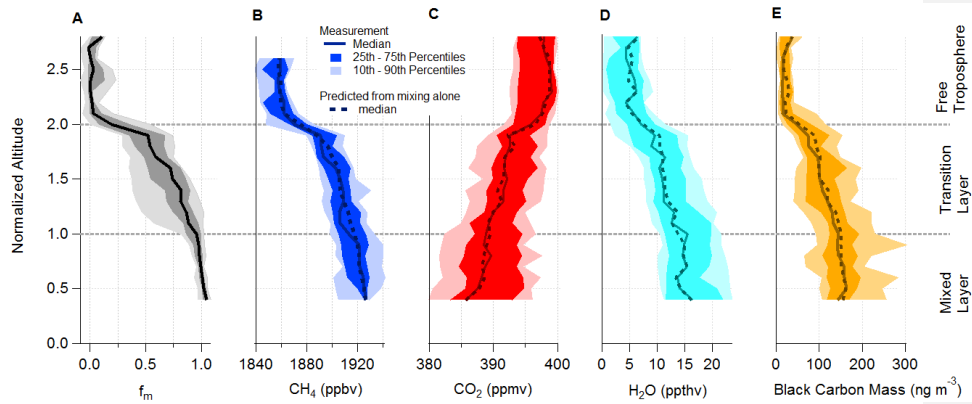 A
B
C
D
E
Measurement
Median
25th - 75th Percentiles
10th - 90th Percentiles
Predicted from mixing alone
median
Normalized Altitude
2.5
2.0
1.5
1.0
0.5
0.0
Free
Troposphere
Transition
Layer
Mixed
Layer
0.0 0.5 1.0
1840 1880 1920
380 390 400
0 5 10 15 20
0 100 200 300
fm
CH4 (ppbv)
CO2 (ppmv)
H2O (ppthv)
Black Carbon Mass (ng m-3)